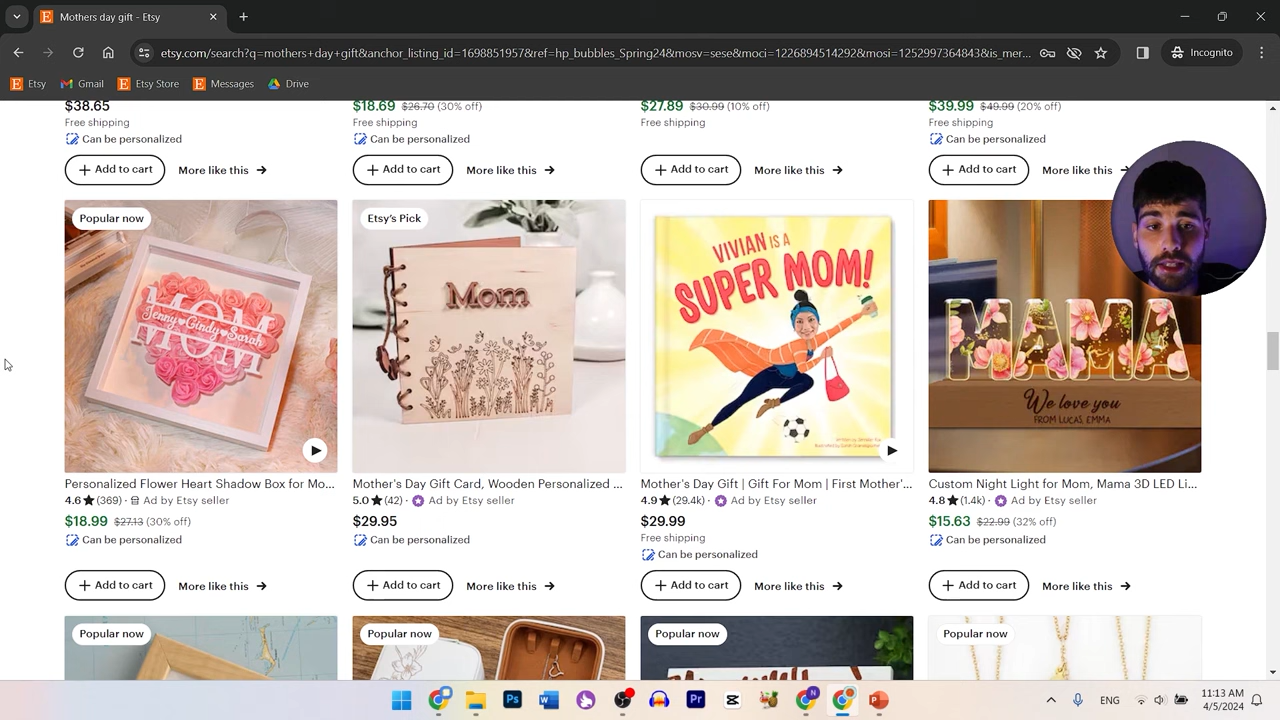 Mothers day gift - Etsy
etsy.com/search?q=mothers+day+gift&anchor_listing_id=1698851957&ref=hp_bubbles_Spring24&mosv=sese&moci=1226894514292&mosi=1252997364843&is_mer...
Incognito
Etsy
Gmail
Etsy Store
Messages
Drive
$38.65
$18.69 $26.70 (30% off)
$27.89 $30.99 (10% off)
$39.99 $49.99 (20% off)
Free shipping
Free shipping
Free shipping
Free shipping
Can be personalized
Can be personalized
Can be personalized
+ Add to cart More like this →
+ Add to cart More like this →
+ Add to cart More like this →
+ Add to cart More like this
Popular now
MOM
Jenny Cindy Sarah
MOM
Etsy's Pick
Mom
VIVIAN IS A
SUPER MOM!
MAMA
We love you
FROM LUCAS, EMMA
Personalized Flower Heart Shadow Box for Mo...
4.6★(369) · Ad by Etsy seller
$18.99 $27.13 (30% off)
Can be personalized
+ Add to cart More like this →
Mother's Day Gift Card, Wooden Personalized ...
5.0★(42) · Ad by Etsy seller
$29.95
Can be personalized
+ Add to cart More like this →
Mother's Day Gift | Gift For Mom | First Mother'...
4.9★(29.4k) · Ad by Etsy seller
$29.99
Free shipping
Can be personalized
+ Add to cart More like this →
Custom Night Light for Mom, Mama 3D LED Li...
4.8★(1.4k) · Ad by Etsy seller
$15.63 $22.99 (32% off)
Can be personalized
+ Add to cart More like this →
Popular now
Popular now
Popular now
Popular now
ENG
11:13 AM
4/5/2024